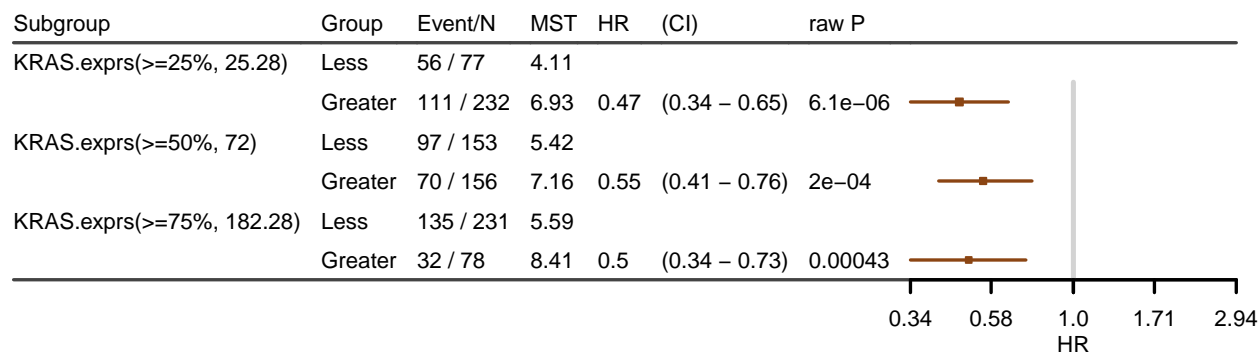 Subgroup Group Event/N MST HR (CI) raw P
KRAS.exprs(>=25%, 25.28) Less 56 / 77 4.11
Greater 111 / 232 6.93 0.47 (0.34 − 0.65) 6.1e−06
KRAS.exprs(>=50%, 72) Less 97 / 153 5.42
Greater 70 / 156 7.16 0.55 (0.41 − 0.76) 2e−04
KRAS.exprs(>=75%, 182.28) Less 135 / 231 5.59
Greater 32 / 78 8.41 0.5 (0.34 − 0.73) 0.00043
0.34 0.58 1.0 1.71 2.94
HR